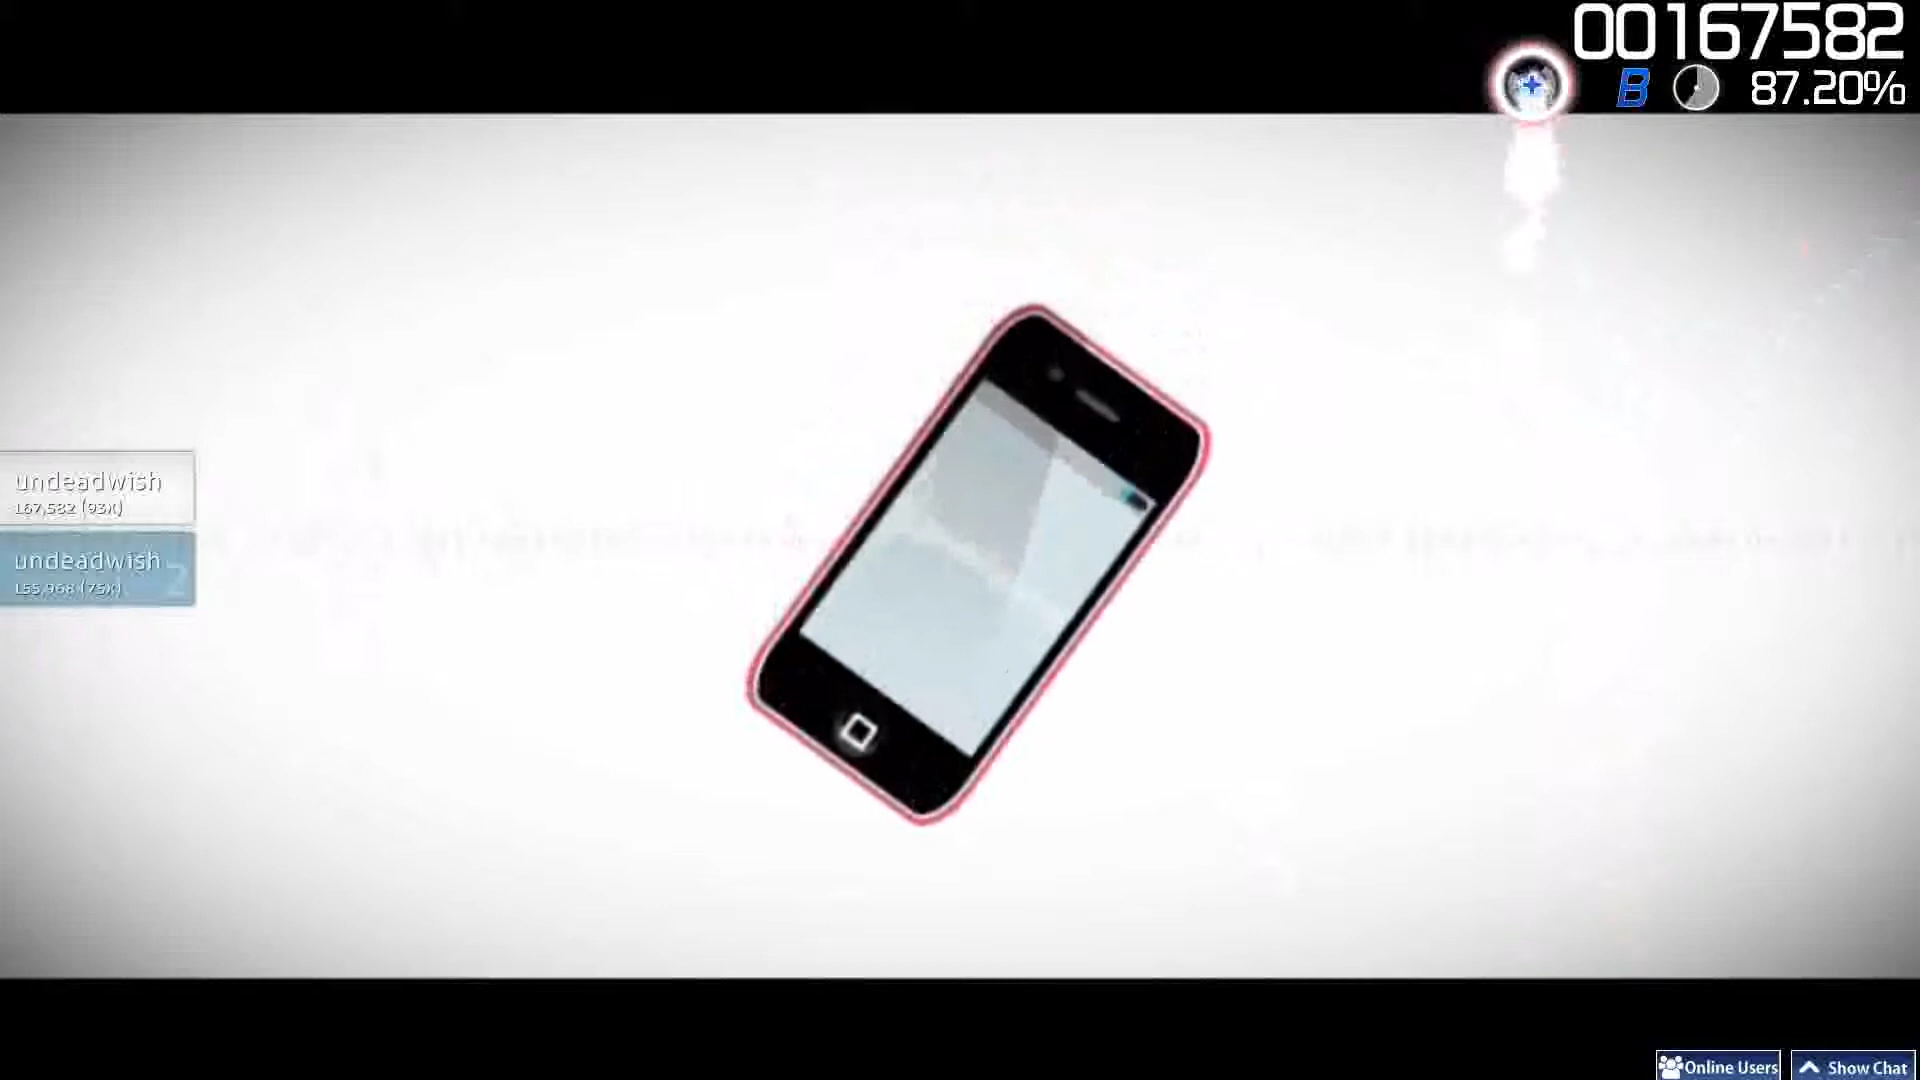 00167582
B 87.20%
undeadwish
167,582 (93x)
undeadwish
2
155,968 (75x)
Online Users
Show Chat